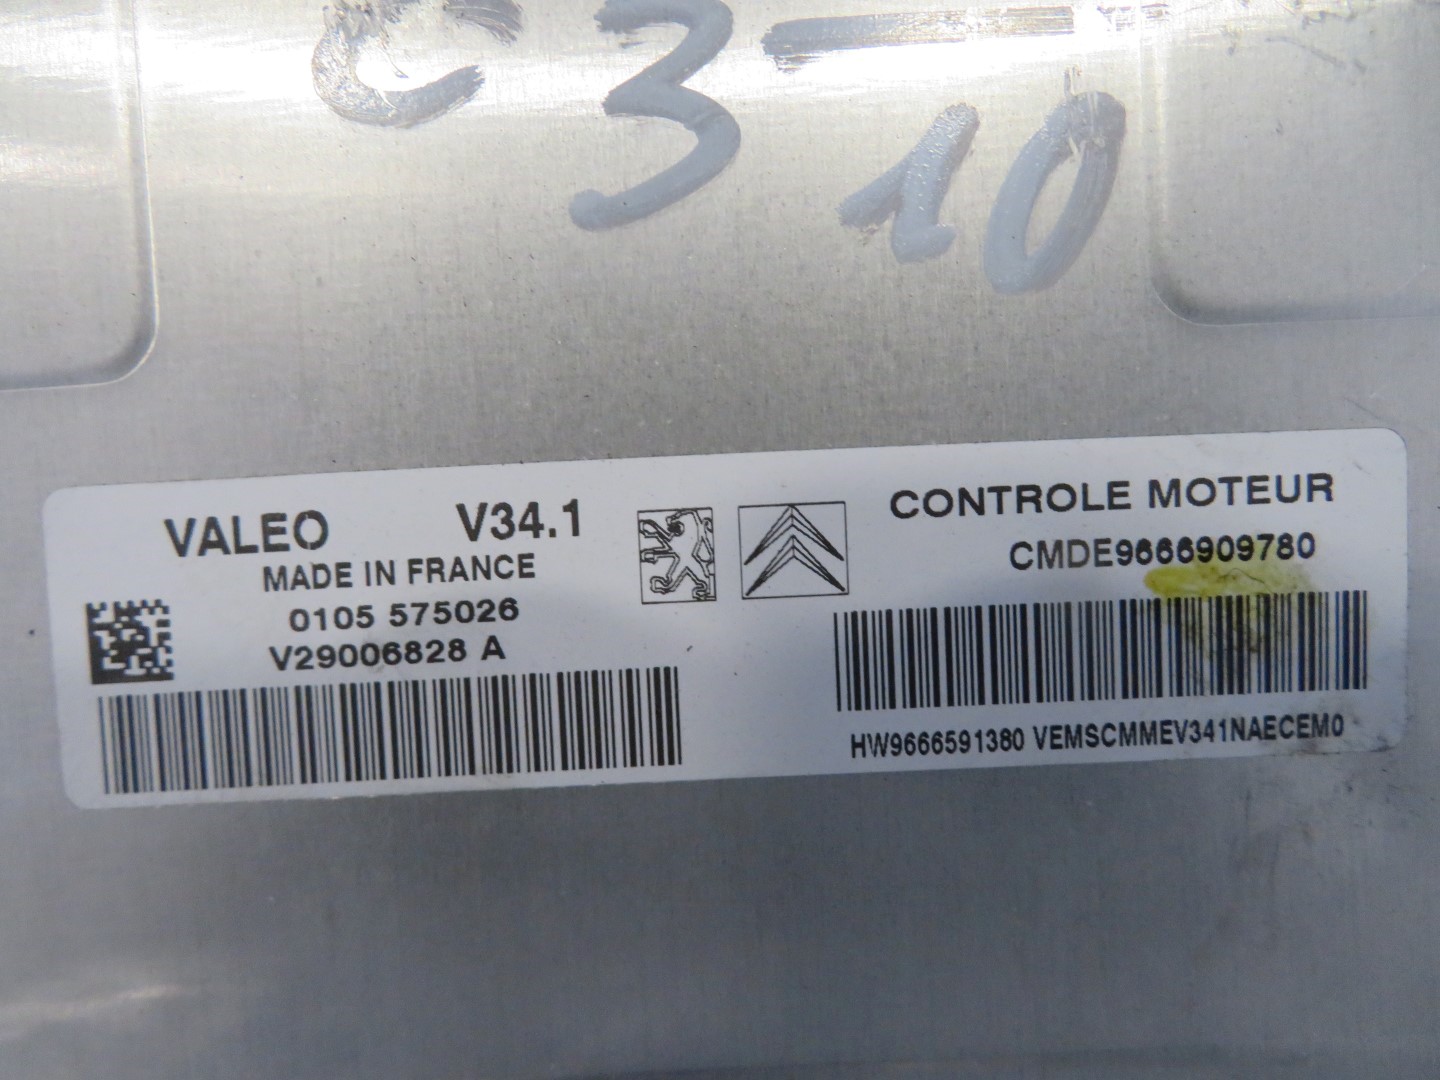 C3-
10
VALEO V34.1
MADE IN FRANCE
0105 575026
V29006828 A
CONTROLE MOTEUR
CMDE9666909780
HW9666591380 VEMSCMMEV341NAECEM0